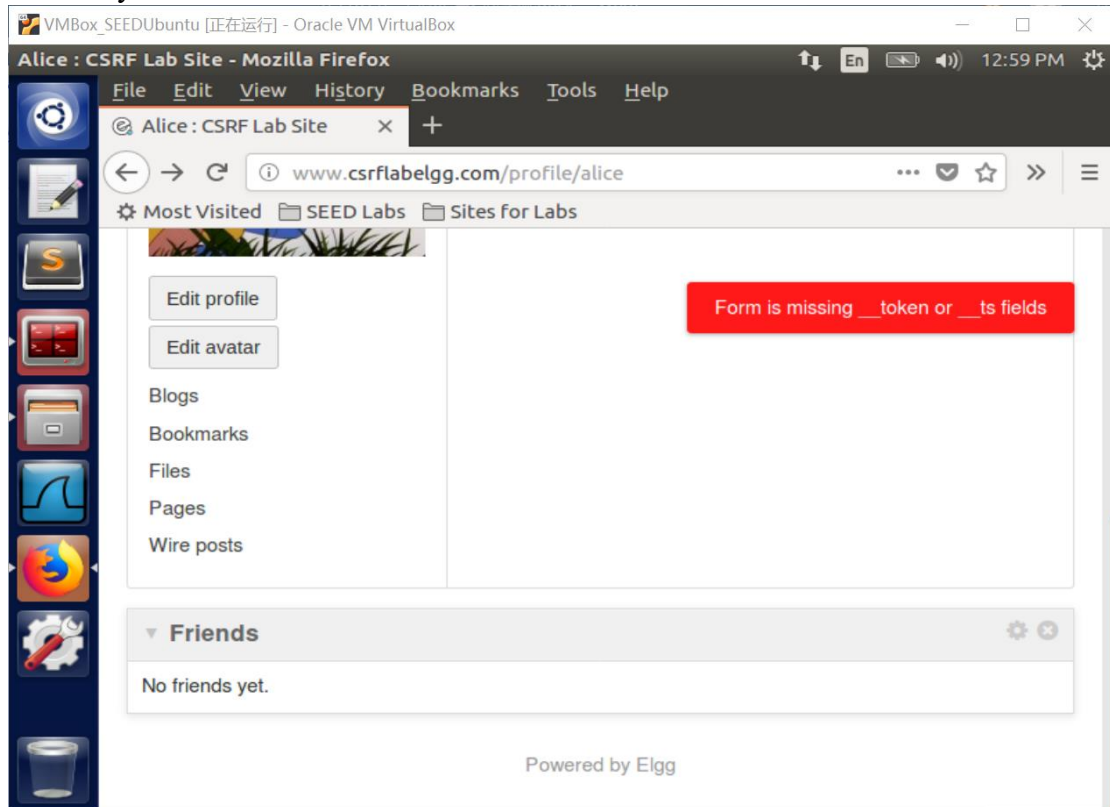 VMBox_SEEDUbuntu [正在运行] - Oracle VM VirtualBox
Alice : CSRF Lab Site - Mozilla Firefox En 12:59 PM
File Edit View History Bookmarks Tools Help
Alice : CSRF Lab Site
www.csrflabelgg.com/profile/alice
Most Visited SEED Labs Sites for Labs
Edit profile
Form is missing __token or __ts fields
Edit avatar
Blogs
Bookmarks
Files
Pages
Wire posts
Friends
No friends yet.
Powered by Elgg